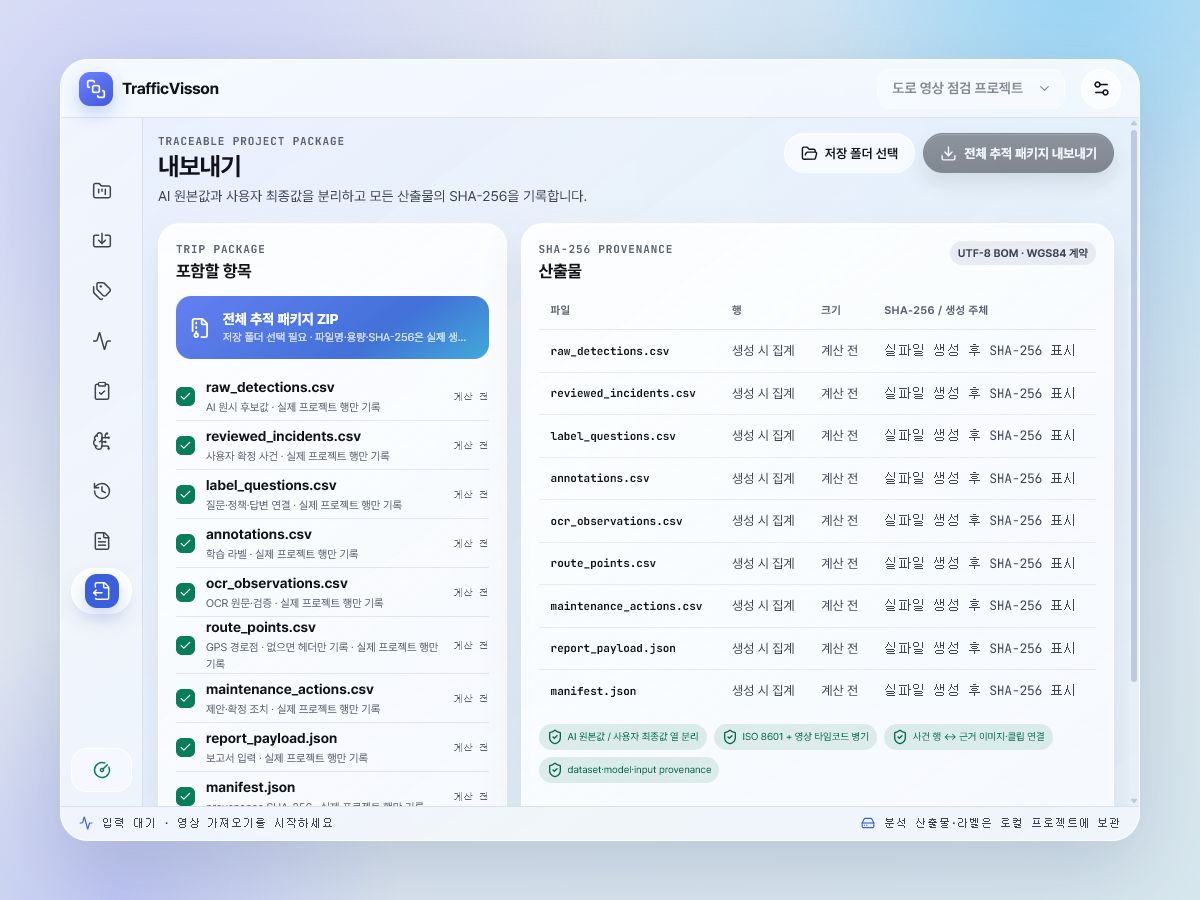 TrafficVisson
도로 영상 점검 프로젝트
TRACEABLE PROJECT PACKAGE
내보내기
AI 원본값과 사용자 최종값을 분리하고 모든 산출물의 SHA-256을 기록합니다.
저장 폴더 선택
전체 추적 패키지 내보내기
TRIP PACKAGE
포함할 항목
전체 추적 패키지 ZIP
저장 폴더 선택 필요 · 파일명·용량·SHA-256은 실제 생...
raw_detections.csv
AI 원시 후보값 · 실제 프로젝트 행만 기록
계산 전
reviewed_incidents.csv
사용자 확정 사건 · 실제 프로젝트 행만 기록
계산 전
label_questions.csv
질문·정책·답변 연결 · 실제 프로젝트 행만 기록
계산 전
annotations.csv
학습 라벨 · 실제 프로젝트 행만 기록
계산 전
ocr_observations.csv
OCR 원문·검증 · 실제 프로젝트 행만 기록
계산 전
route_points.csv
GPS 경로점 · 없으면 헤더만 기록 · 실제 프로젝트 행만
기록
계산 전
maintenance_actions.csv
제안·확정 조치 · 실제 프로젝트 행만 기록
계산 전
report_payload.json
보고서 입력 · 실제 프로젝트 행만 기록
계산 전
manifest.json
provenance SHA-256 · 실제 프로젝트 행만 기록
계산 전
SHA-256 PROVENANCE
산출물
UTF-8 BOM · WGS84 계약
파일 행 크기 SHA-256 / 생성 주체
raw_detections.csv 생성 시 집계 계산 전 실파일 생성 후 SHA-256 표시
reviewed_incidents.csv 생성 시 집계 계산 전 실파일 생성 후 SHA-256 표시
label_questions.csv 생성 시 집계 계산 전 실파일 생성 후 SHA-256 표시
annotations.csv 생성 시 집계 계산 전 실파일 생성 후 SHA-256 표시
ocr_observations.csv 생성 시 집계 계산 전 실파일 생성 후 SHA-256 표시
route_points.csv 생성 시 집계 계산 전 실파일 생성 후 SHA-256 표시
maintenance_actions.csv 생성 시 집계 계산 전 실파일 생성 후 SHA-256 표시
report_payload.json 생성 시 집계 계산 전 실파일 생성 후 SHA-256 표시
manifest.json 생성 시 집계 계산 전 실파일 생성 후 SHA-256 표시
AI 원본값 / 사용자 최종값 열 분리
ISO 8601 + 영상 타임코드 병기
사건 행 ↔ 근거 이미지·클립 연결
dataset·model·input provenance
입력 대기 · 영상 가져오기를 시작하세요
분석 산출물·라벨은 로컬 프로젝트에 보관